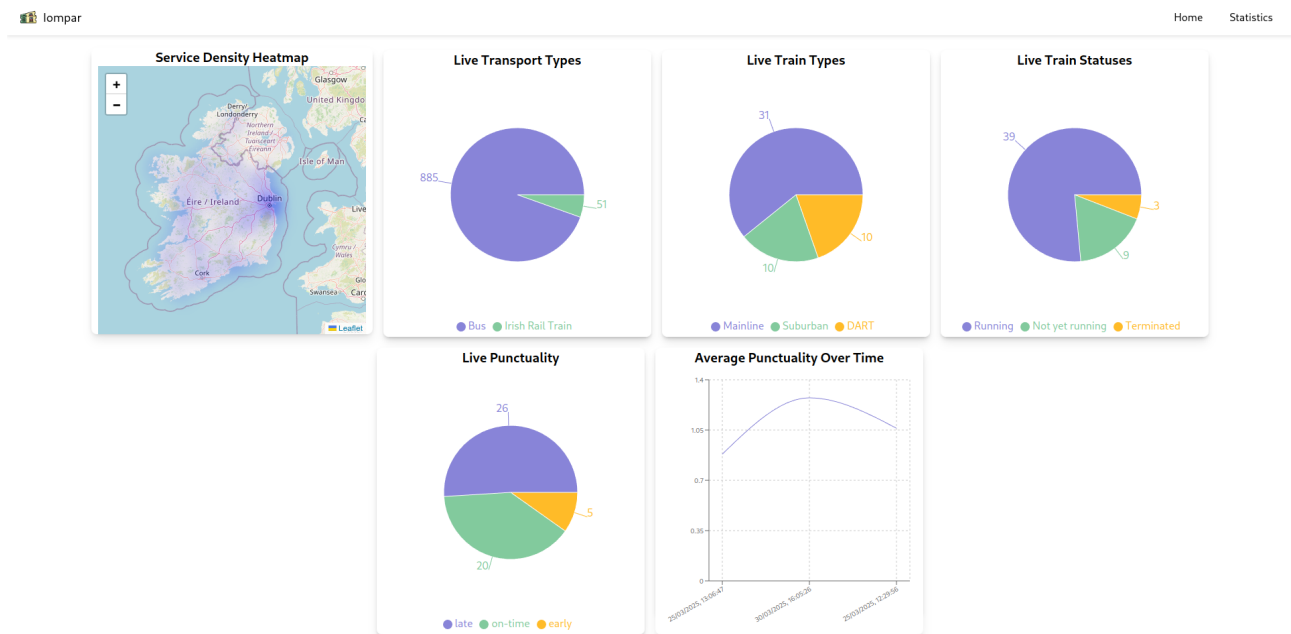 Iompar
Home
Statistics
Service Density Heatmap
+
−
Glasgow
United Kingdo
Derry/
Londonderry
Northern
Ireland /
Tuaisceart
Éireann
Isle of Man
Éire / Ireland
Dublin
Live
Cymru /
Wales
Cork
Glo
Swansea
Card
Leaflet
Live Transport Types
885
51
Bus
Irish Rail Train
Live Train Types
31
10
10
Mainline
Suburban
DART
Live Train Statuses
39
3
9
Running
Not yet running
Terminated
Live Punctuality
26
5
20
late
on-time
early
Average Punctuality Over Time
1.4
1.05
0.7
0.35
0
25/03/2025, 13:06:47
30/03/2025, 16:05:26
25/03/2025, 12:29:56